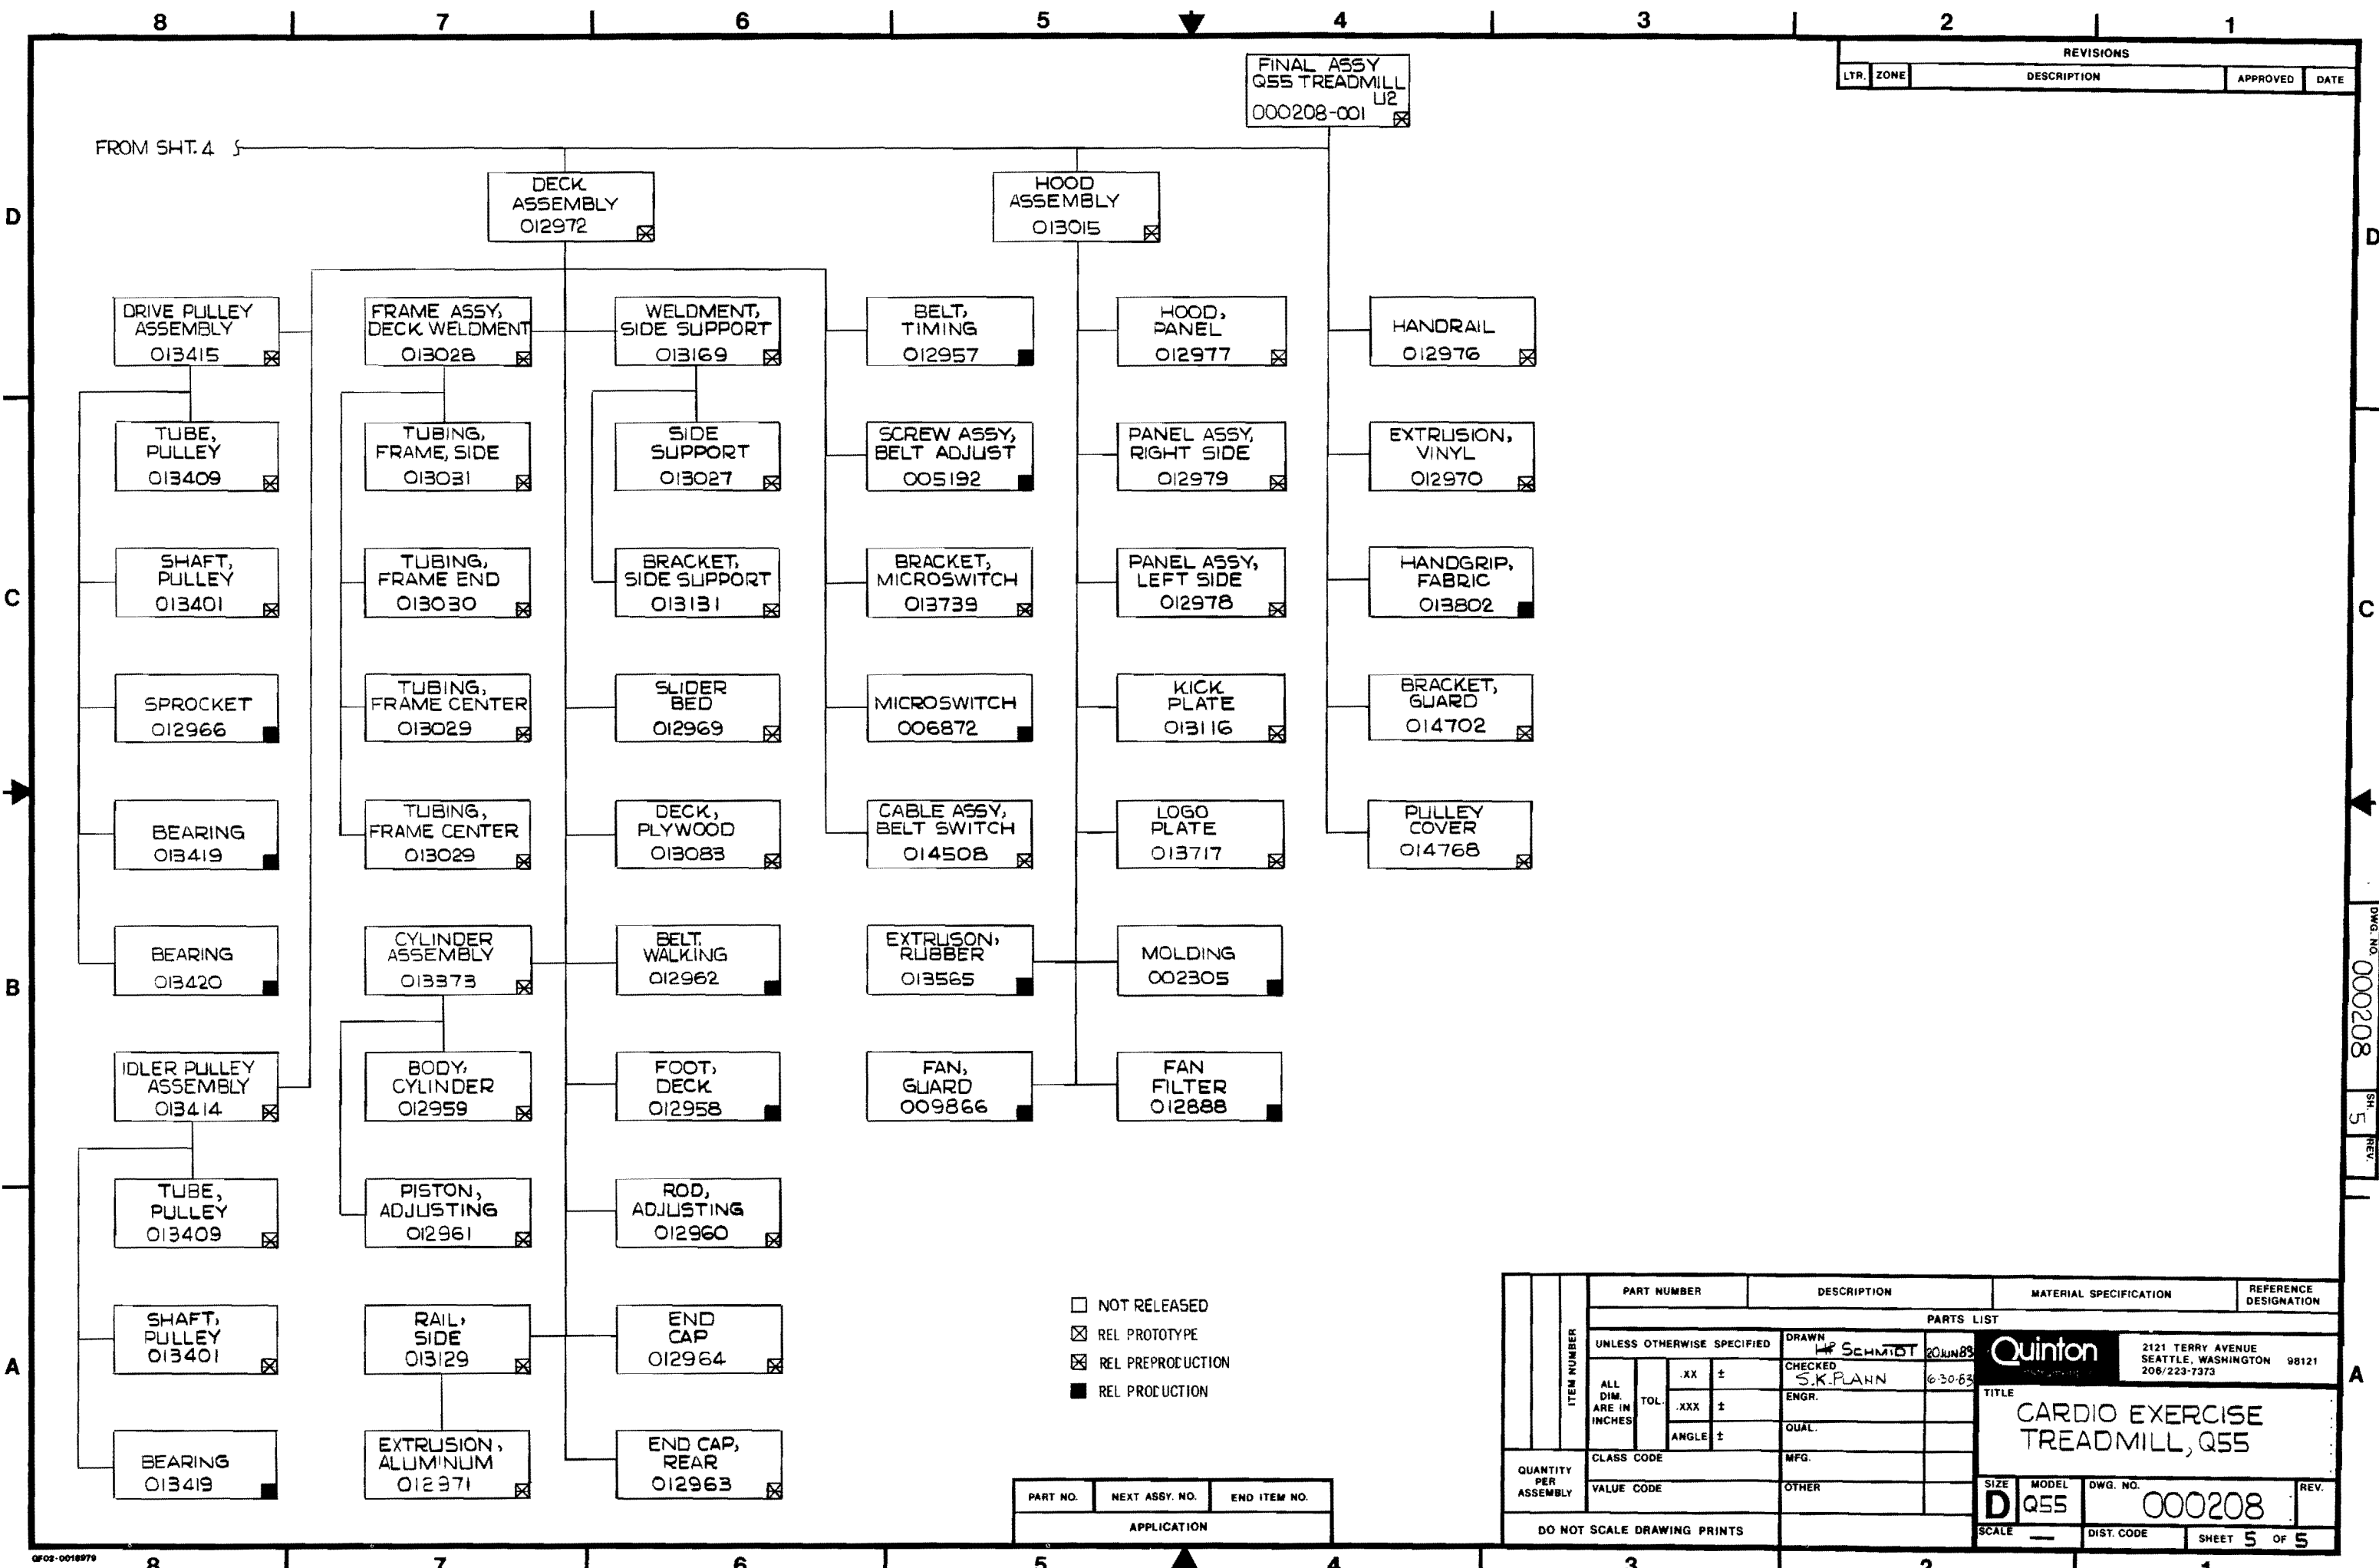 8 7 6 5 4 3 2 1
REVISIONS
LTR. ZONE DESCRIPTION APPROVED DATE
FINAL ASSY
Q55 TREADMILL
U2
000208-001
FROM SHT. 4
DECK
ASSEMBLY
012972
HOOD
ASSEMBLY
013015
D
D
DRIVE PULLEY
ASSEMBLY
013415
FRAME ASSY,
DECK WELDMENT
013028
WELDMENT,
SIDE SUPPORT
013169
BELT,
TIMING
012957
HOOD,
PANEL
012977
HANDRAIL
012976
TUBE,
PULLEY
013409
TUBING,
FRAME, SIDE
013031
SIDE
SUPPORT
013027
SCREW ASSY,
BELT ADJUST
005192
PANEL ASSY,
RIGHT SIDE
012979
EXTRUSION,
VINYL
012970
C
SHAFT,
PULLEY
013401
TUBING,
FRAME END
013030
BRACKET,
SIDE SUPPORT
013131
BRACKET,
MICROSWITCH
013739
PANEL ASSY,
LEFT SIDE
012978
HANDGRIP,
FABRIC
013802
C
SPROCKET
012966
TUBING,
FRAME CENTER
013029
SLIDER
BED
012969
MICROSWITCH
006872
KICK
PLATE
013116
BRACKET,
GUARD
014702
BEARING
013419
TUBING,
FRAME CENTER
013029
DECK,
PLYWOOD
013083
CABLE ASSY,
BELT SWITCH
014508
LOGO
PLATE
013717
PULLEY
COVER
014768
B
BEARING
013420
CYLINDER
ASSEMBLY
013373
BELT,
WALKING
012962
EXTRUSON,
RUBBER
013565
MOLDING
002305
DWG. NO. 000208 SH. 5 REV.
IDLER PULLEY
ASSEMBLY
013414
BODY,
CYLINDER
012959
FOOT,
DECK
012958
FAN,
GUARD
009866
FAN
FILTER
012888
TUBE,
PULLEY
013409
PISTON,
ADJUSTING
012961
ROD,
ADJUSTING
012960
A
SHAFT,
PULLEY
013401
RAIL,
SIDE
013129
END
CAP
012964
NOT RELEASED
REL PROTOTYPE
REL PREPRODUCTION
REL PRODUCTION
BEARING
013419
EXTRUSION,
ALUMINUM
012971
END CAP,
REAR
012963
PART NO. NEXT ASSY. NO. END ITEM NO.
APPLICATION
ITEM NUMBER
PART NUMBER DESCRIPTION MATERIAL SPECIFICATION REFERENCE DESIGNATION
PARTS LIST
UNLESS OTHERWISE SPECIFIED
ALL DIM. ARE IN INCHES
TOL.
.XX ±
.XXX ±
ANGLE ±
QUANTITY PER ASSEMBLY
CLASS CODE
VALUE CODE
DO NOT SCALE DRAWING PRINTS
DRAWN HP SCHMIDT 20JUN83
CHECKED S.K.PLAHN 6-30-83
ENGR.
QUAL.
MFG.
OTHER
Quinton
2121 TERRY AVENUE
SEATTLE, WASHINGTON 98121
206/223-7373
TITLE
CARDIO EXERCISE
TREADMILL, Q55
SIZE D MODEL Q55 DWG. NO. 000208 REV.
SCALE — DIST. CODE SHEET 5 OF 5
A
QF02-0018979
8 7 6 5 4 3 2 1